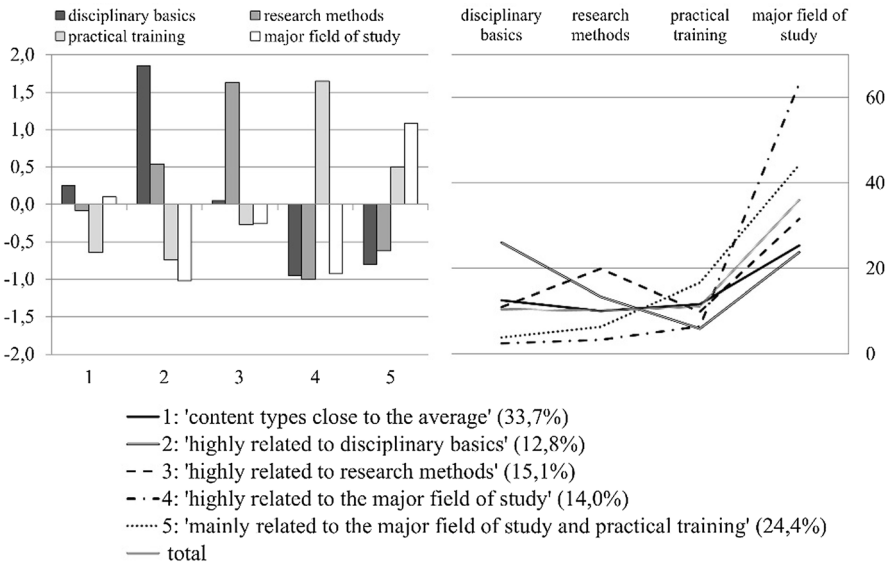 disciplinary basics
research methods
practical training
major field of study
2,0
1,5
1,0
0,5
0,0
-0,5
-1,0
-1,5
-2,0
1 2 3 4 5
disciplinary
basics
research
methods
practical
training
major field of
study
60
40
20
0
1: 'content types close to the average' (33,7%)
2: 'highly related to disciplinary basics' (12,8%)
3: 'highly related to research methods' (15,1%)
4: 'highly related to the major field of study' (14,0%)
5: 'mainly related to the major field of study and practical training' (24,4%)
total